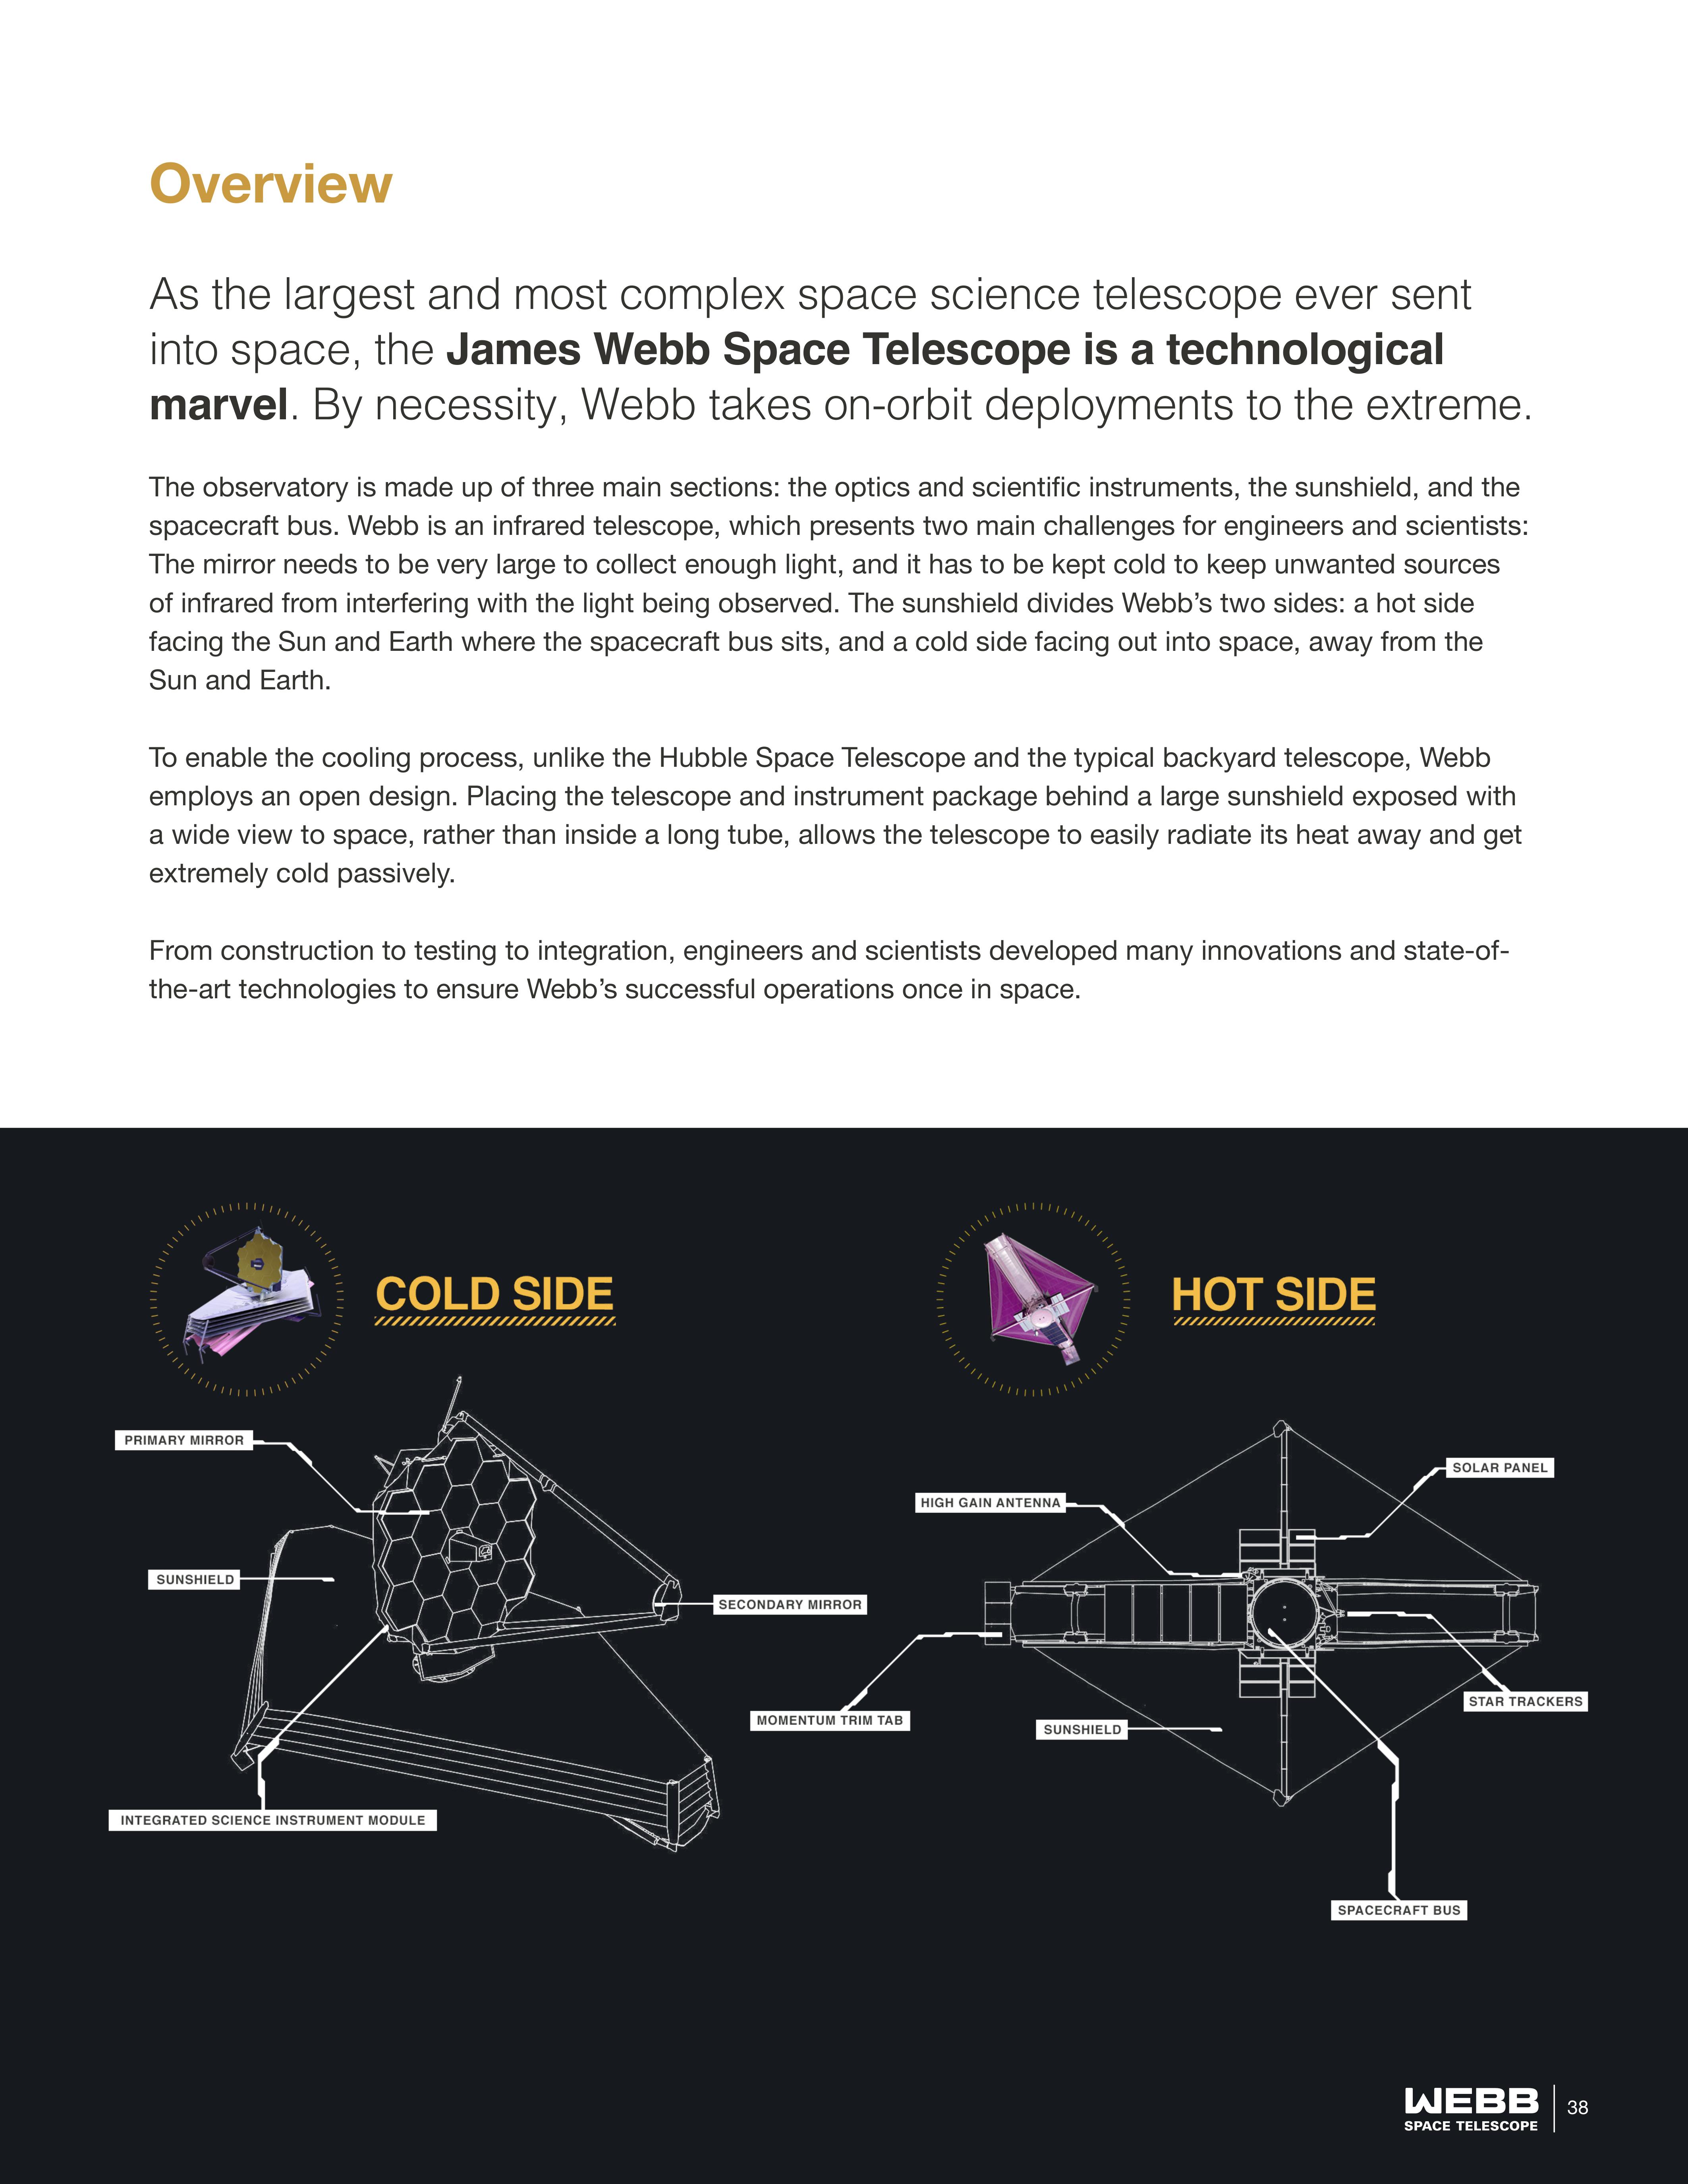 Overview
As the largest and most complex space science telescope ever sent
into space, the James Webb Space Telescope is a technological
marvel. By necessity, Webb takes on-orbit deployments to the extreme.
The observatory is made up of three main sections: the optics and scientific instruments, the sunshield, and the
spacecraft bus. Webb is an infrared telescope, which presents two main challenges for engineers and scientists:
The mirror needs to be very large to collect enough light, and it has to be kept cold to keep unwanted sources
of infrared from interfering with the light being observed. The sunshield divides Webb’s two sides: a hot side
facing the Sun and Earth where the spacecraft bus sits, and a cold side facing out into space, away from the
Sun and Earth.
To enable the cooling process, unlike the Hubble Space Telescope and the typical backyard telescope, Webb
employs an open design. Placing the telescope and instrument package behind a large sunshield exposed with
a wide view to space, rather than inside a long tube, allows the telescope to easily radiate its heat away and get
extremely cold passively.
From construction to testing to integration, engineers and scientists developed many innovations and state-of-
the-art technologies to ensure Webb’s successful operations once in space.
COLD SIDE
PRIMARY MIRROR
SUNSHIELD
SECONDARY MIRROR
INTEGRATED SCIENCE INSTRUMENT MODULE
HOT SIDE
SOLAR PANEL
HIGH GAIN ANTENNA
STAR TRACKERS
MOMENTUM TRIM TAB
SUNSHIELD
SPACECRAFT BUS
WEBB
SPACE TELESCOPE
38